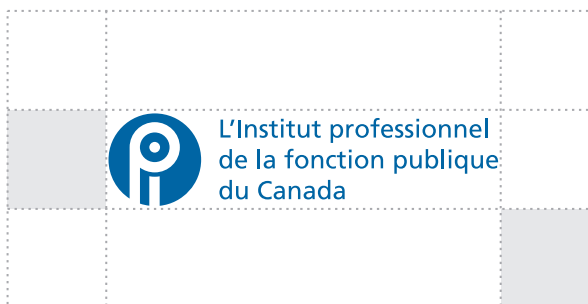 L’Institut professionnel
de la fonction publique
du Canada